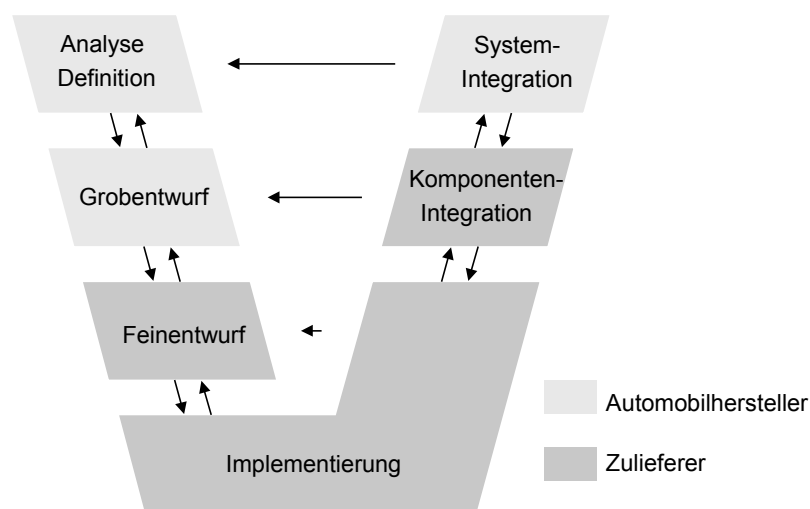 Analyse
Definition
System-
Integration
Grobentwurf
Komponenten-
Integration
Feinentwurf
Implementierung
Automobilhersteller
Zulieferer